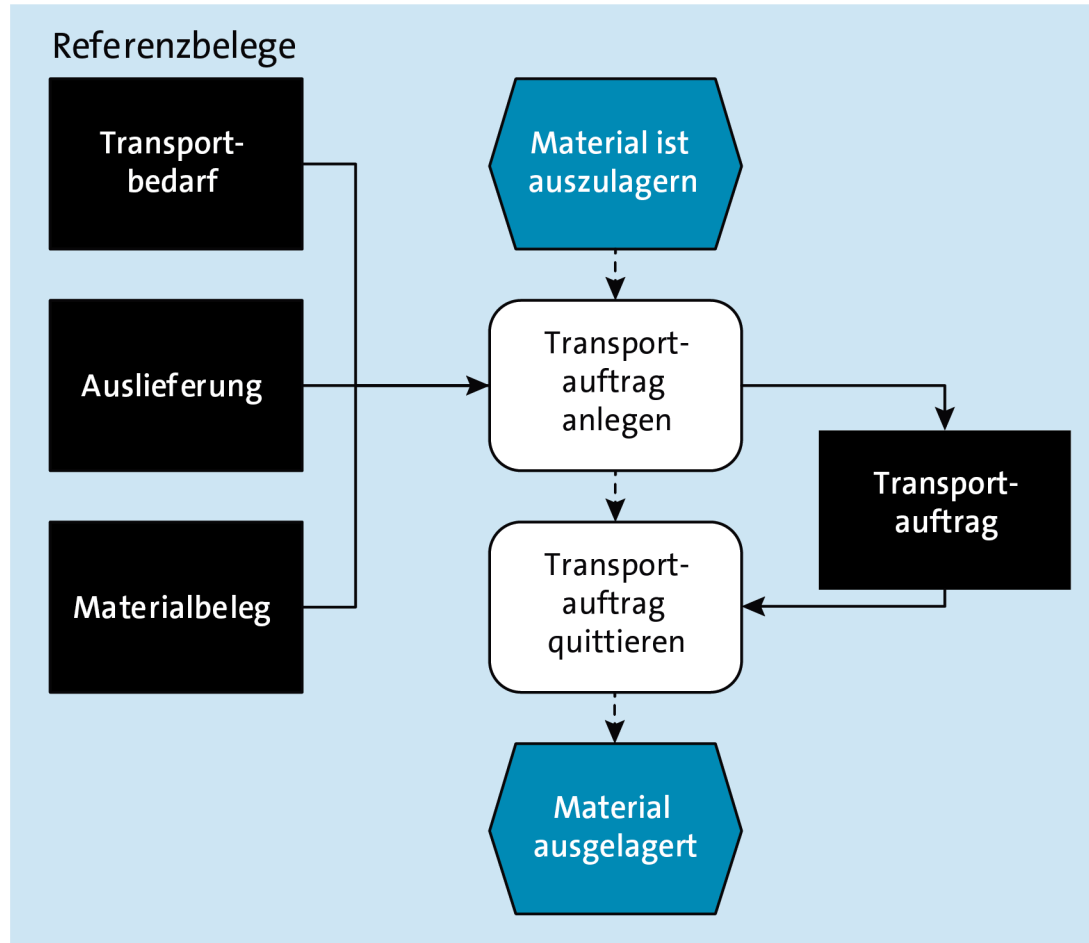 Referenzbelege
Transport-
bedarf
Auslieferung
Materialbeleg
Material ist
auszulagern
Transport-
auftrag
anlegen
Transport-
auftrag
quittieren
Material
ausgelagert
Transport-
auftrag